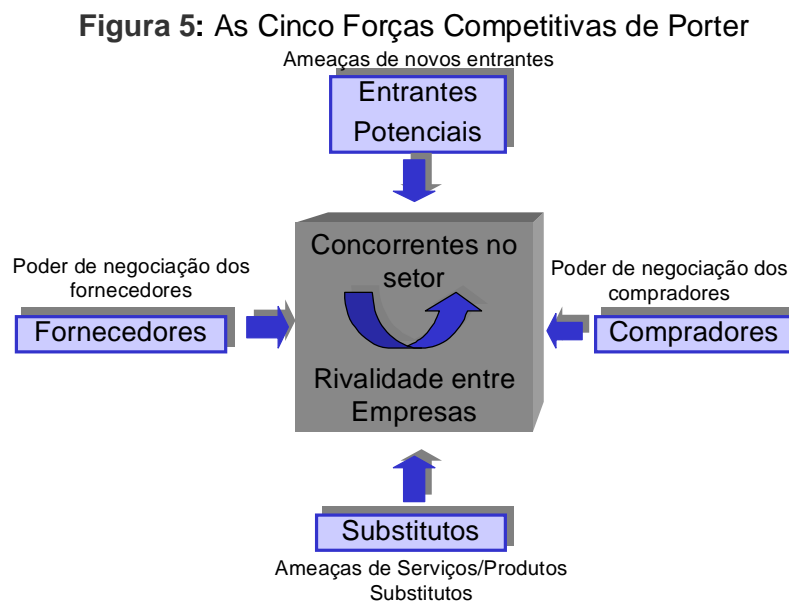 Figura 5: As Cinco Forças Competitivas de Porter
Ameaças de novos entrantes
Entrantes
Potenciais
Concorrentes no
setor
Poder de negociação dos
fornecedores
Fornecedores
Poder de negociação dos
compradores
Compradores
Rivalidade entre
Empresas
Substitutos
Ameaças de Serviços/Produtos
Substitutos